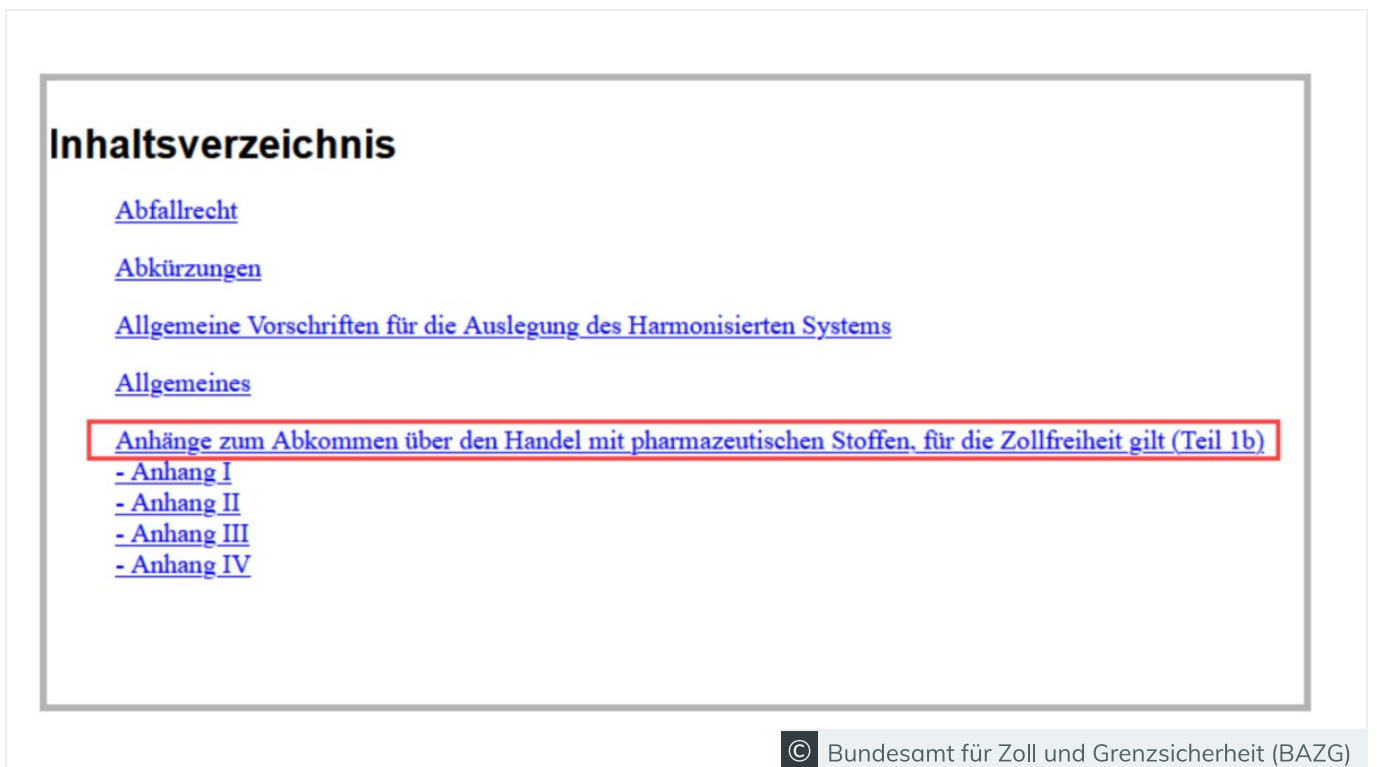 Inhaltsverzeichnis
Abfallrecht
Abkürzungen
Allgemeine Vorschriften für die Auslegung des Harmonisierten Systems
Allgemeines
Anhänge zum Abkommen über den Handel mit pharmazeutischen Stoffen, für die Zollfreiheit gilt (Teil 1b)
- Anhang I
- Anhang II
- Anhang III
- Anhang IV
© Bundesamt für Zoll und Grenzsicherheit (BAZG)